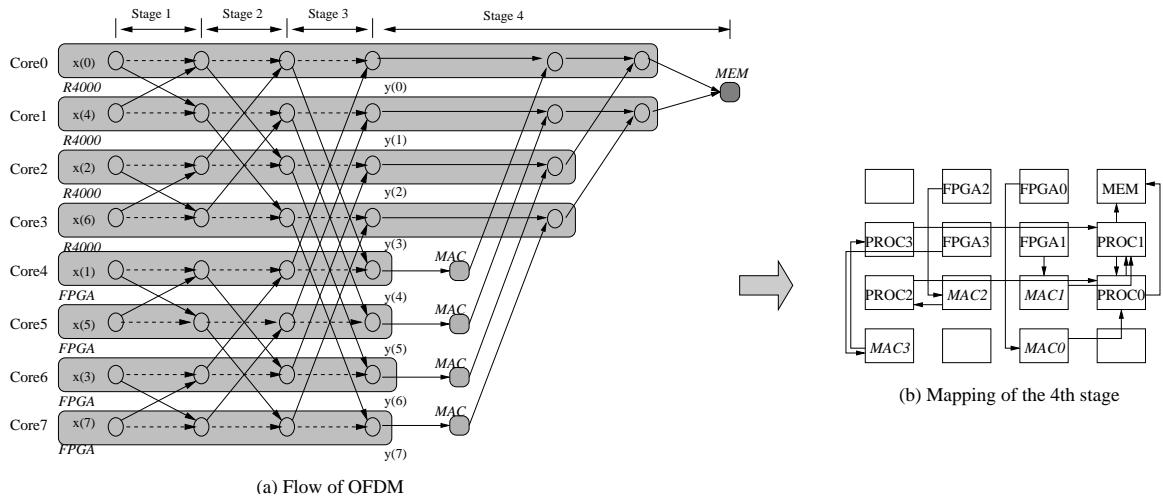 Stage 1 Stage 2 Stage 3 Stage 4
Core0 x(0)
R4000 y(0) MEM
Core1 x(4)
R4000 y(1)
Core2 x(2)
R4000 y(2)
Core3 x(6)
R4000 y(3) MAC
Core4 x(1)
FPGA y(4) MAC
Core5 x(5)
FPGA y(5) MAC
Core6 x(3)
FPGA y(6) MAC
Core7 x(7)
FPGA y(7)
(a) Flow of OFDM
FPGA2 FPGA0 MEM
PROC3 FPGA3 FPGA1 PROC1
PROC2 MAC2 MAC1 PROC0
MAC3 MAC0
(b) Mapping of the 4th stage